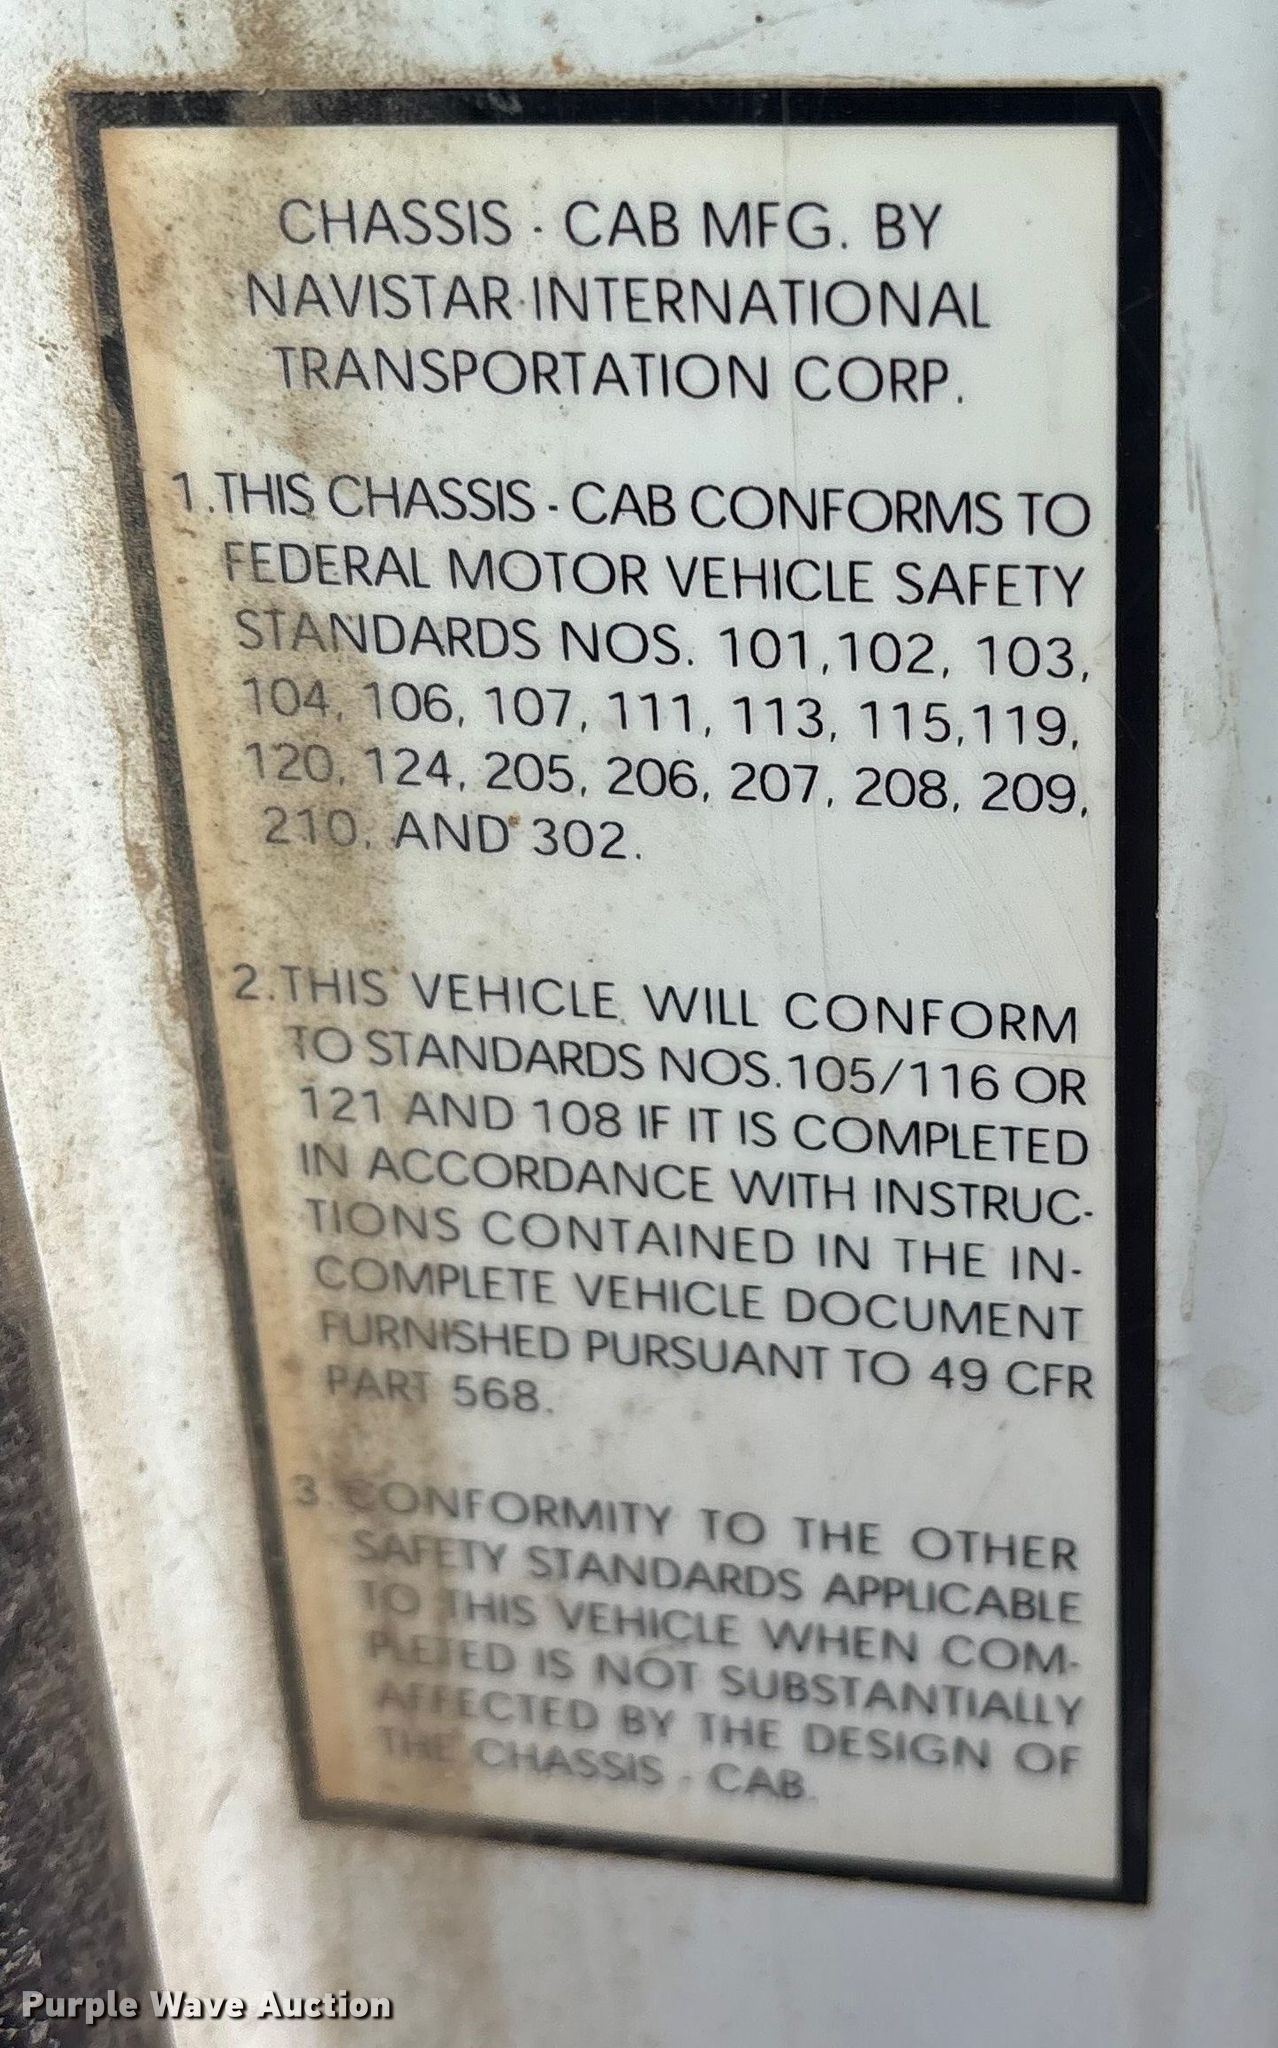 CHASSIS - CAB MFG. BY
NAVISTAR INTERNATIONAL
TRANSPORTATION CORP.
1. THIS CHASSIS - CAB CONFORMS TO
FEDERAL MOTOR VEHICLE SAFETY
STANDARDS NOS. 101, 102, 103,
104, 106, 107, 111, 113, 115, 119,
120, 124, 205, 206, 207, 208, 209,
210, AND 302.
2. THIS VEHICLE WILL CONFORM
TO STANDARDS NOS. 105/116 OR
121 AND 108 IF IT IS COMPLETED
IN ACCORDANCE WITH INSTRUC-
TIONS CONTAINED IN THE IN-
COMPLETE VEHICLE DOCUMENT
FURNISHED PURSUANT TO 49 CFR
PART 568.
3. CONFORMITY TO THE OTHER
SAFETY STANDARDS APPLICABLE
TO THIS VEHICLE WHEN COM-
PLETED IS NOT SUBSTANTIALLY
AFFECTED BY THE DESIGN OF
THE CHASSIS - CAB.
Purple Wave Auction